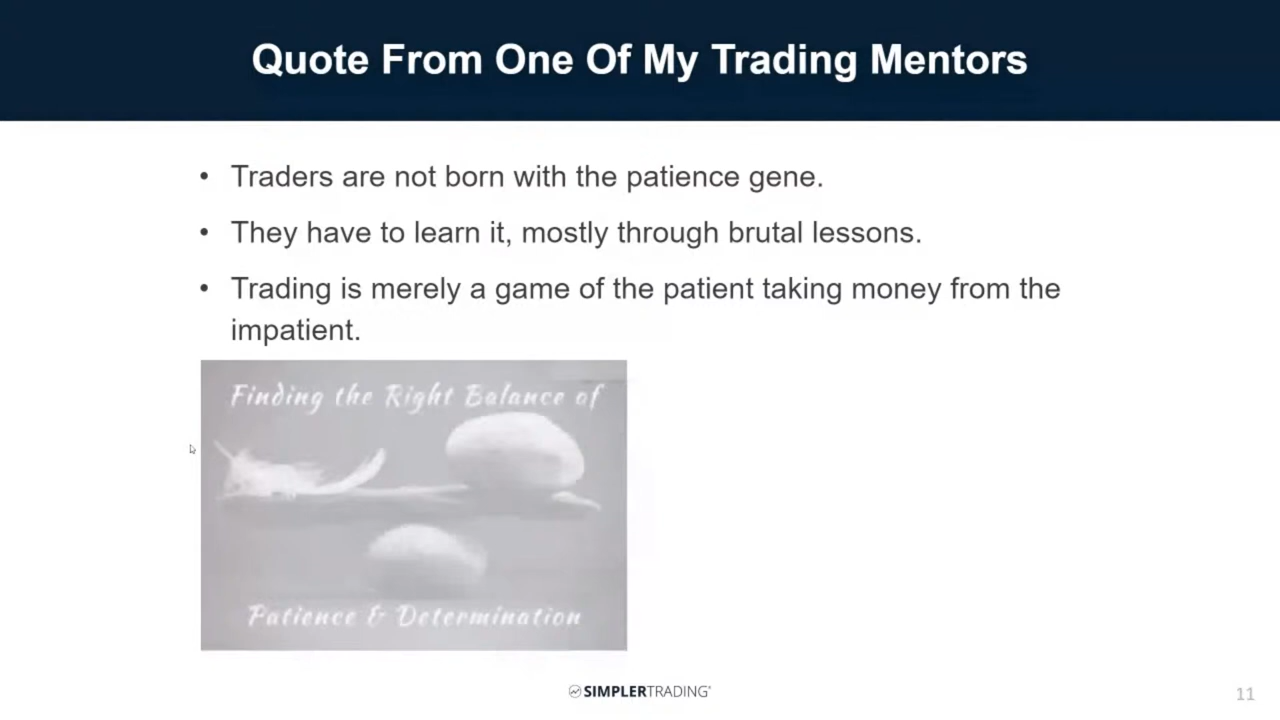 Quote From One Of My Trading Mentors
• Traders are not born with the patience gene.
• They have to learn it, mostly through brutal lessons.
• Trading is merely a game of the patient taking money from the
impatient.
Finding the Right Balance of
Patience & Determination
SIMPLERTRADING
11